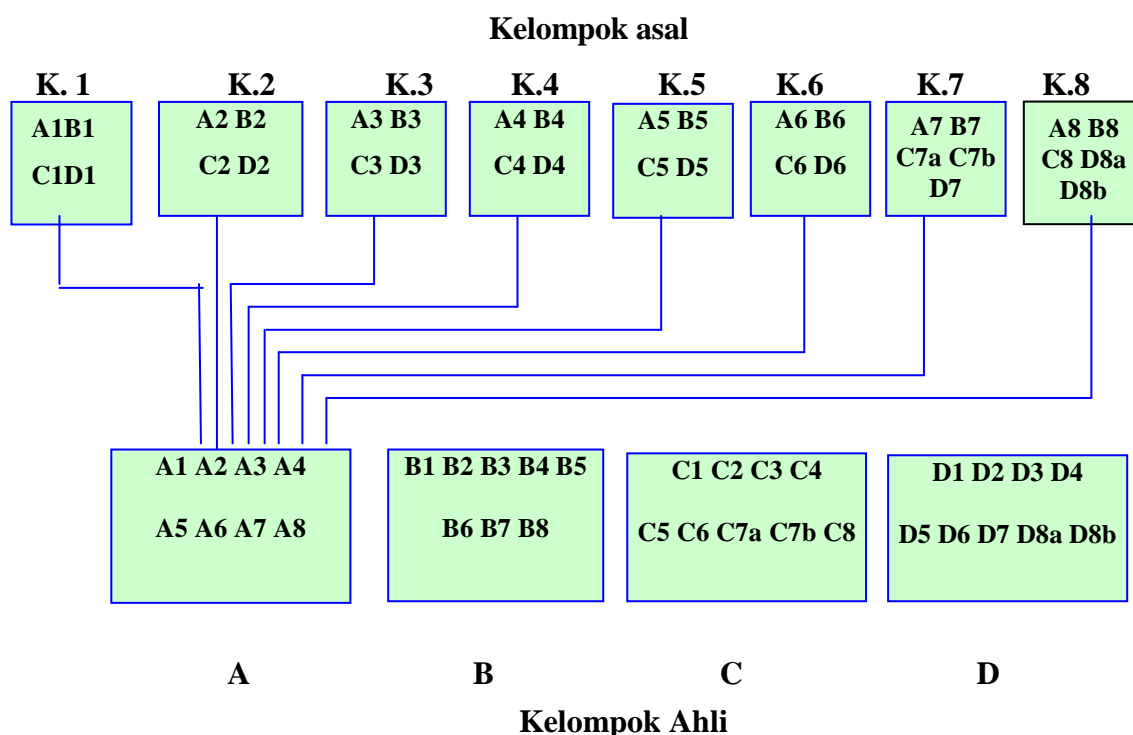 Kelompok asal
K. 1 K.2 K.3 K.4 K.5 K.6 K.7 K.8
A1B1
C1D1
A2 B2
C2 D2
A3 B3
C3 D3
A4 B4
C4 D4
A5 B5
C5 D5
A6 B6
C6 D6
A7 B7
C7a C7b
D7
A8 B8
C8 D8a
D8b
A1 A2 A3 A4
A5 A6 A7 A8
B1 B2 B3 B4 B5
B6 B7 B8
C1 C2 C3 C4
C5 C6 C7a C7b C8
D1 D2 D3 D4
D5 D6 D7 D8a D8b
A B C D
Kelompok Ahli